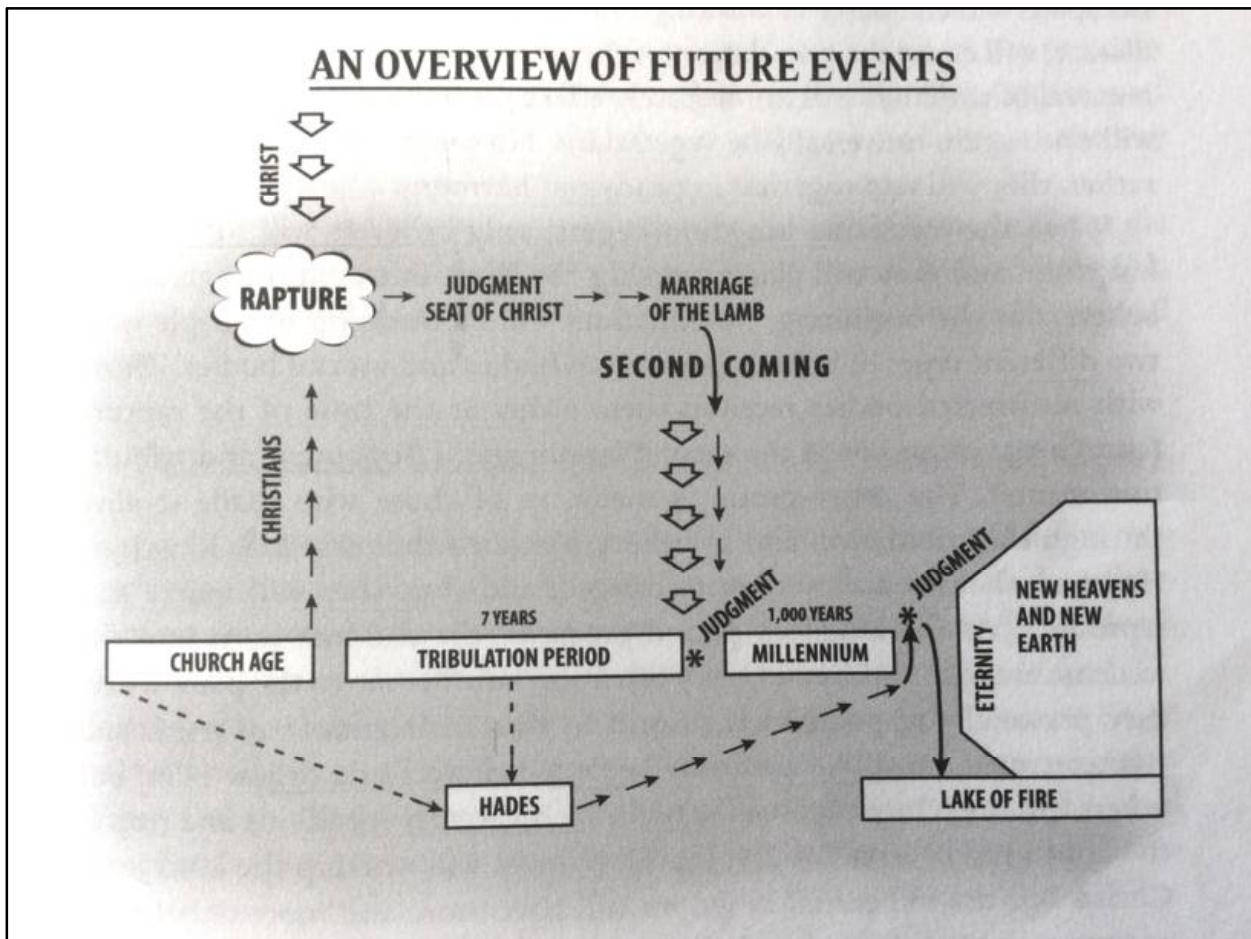 AN OVERVIEW OF FUTURE EVENTS
CHRIST
RAPTURE
JUDGMENT
SEAT OF CHRIST
MARRIAGE
OF THE LAMB
SECOND COMING
CHRISTIANS
JUDGMENT
JUDGMENT
7 YEARS
1,000 YEARS
CHURCH AGE
TRIBULATION PERIOD
MILLENNIUM
NEW HEAVENS
AND NEW
EARTH
ETERNITY
HADES
LAKE OF FIRE